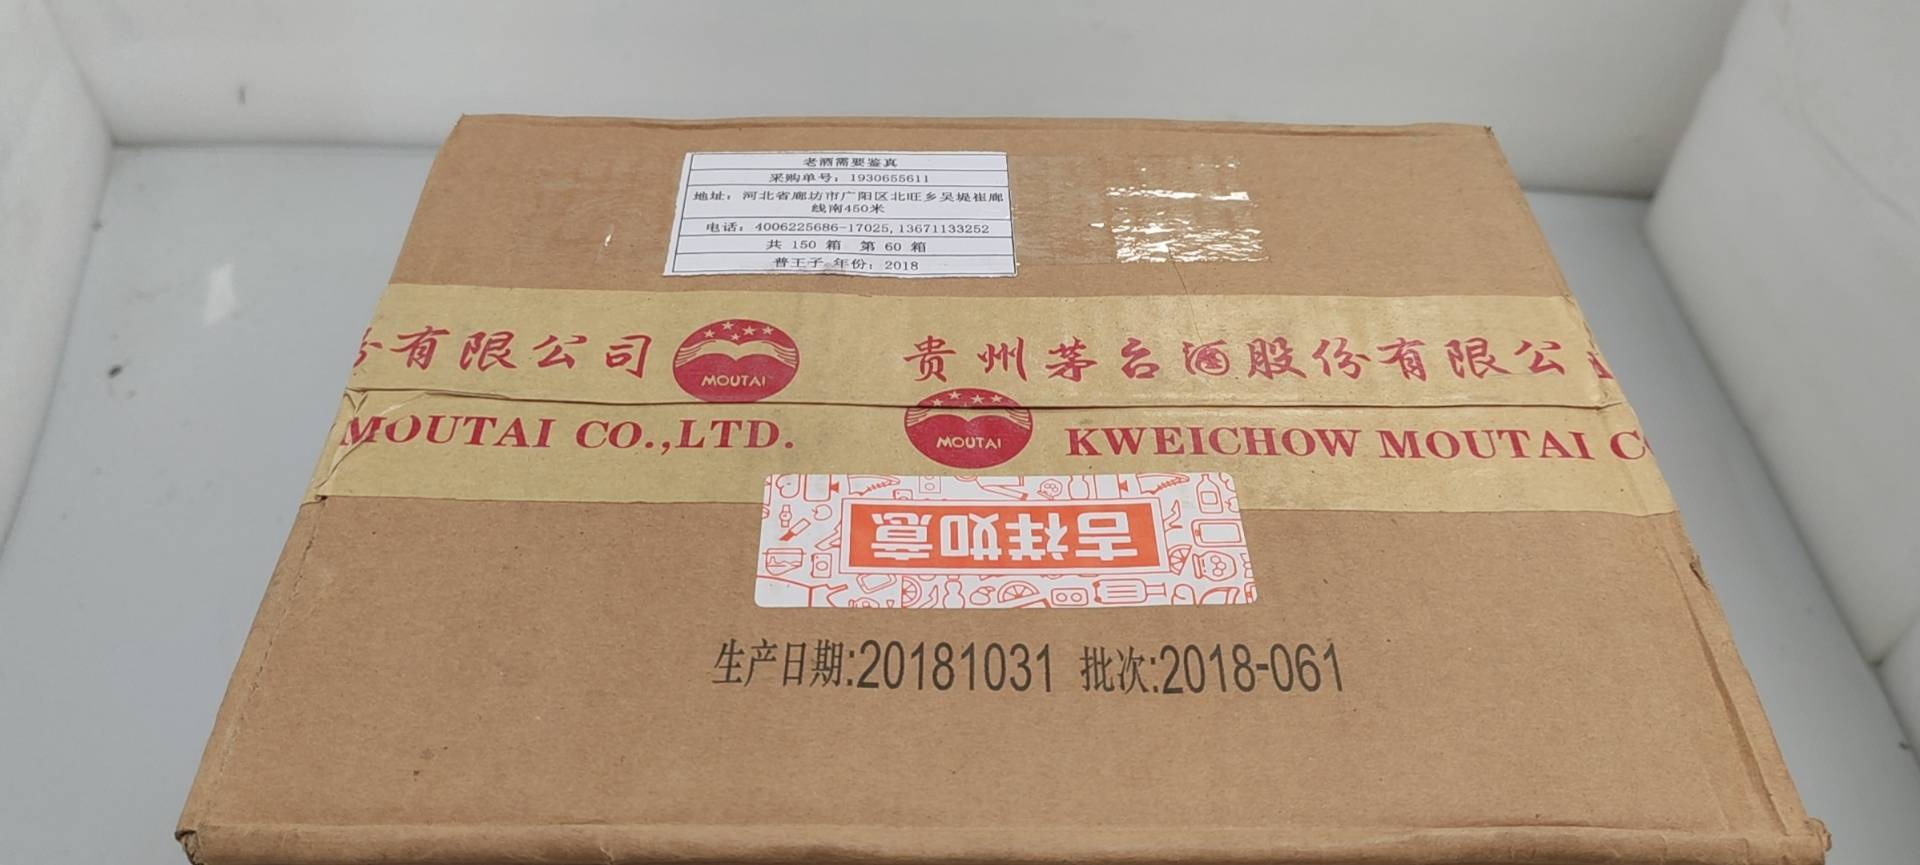 老酒需要鉴真
采购单号：1930655611
地址：河北省廊坊市广阳区北旺乡吴堤崔廊
线南450米
电话：4006225686-17025,13671133252
共 150 箱 第 60 箱
普王子 年份：2018
份有限公司 MOUTAI 贵州茅台酒股份有限公
MOUTAI CO.,LTD. MOUTAI KWEICHOW MOUTAI C
吉祥如意
生产日期:20181031 批次:2018-061